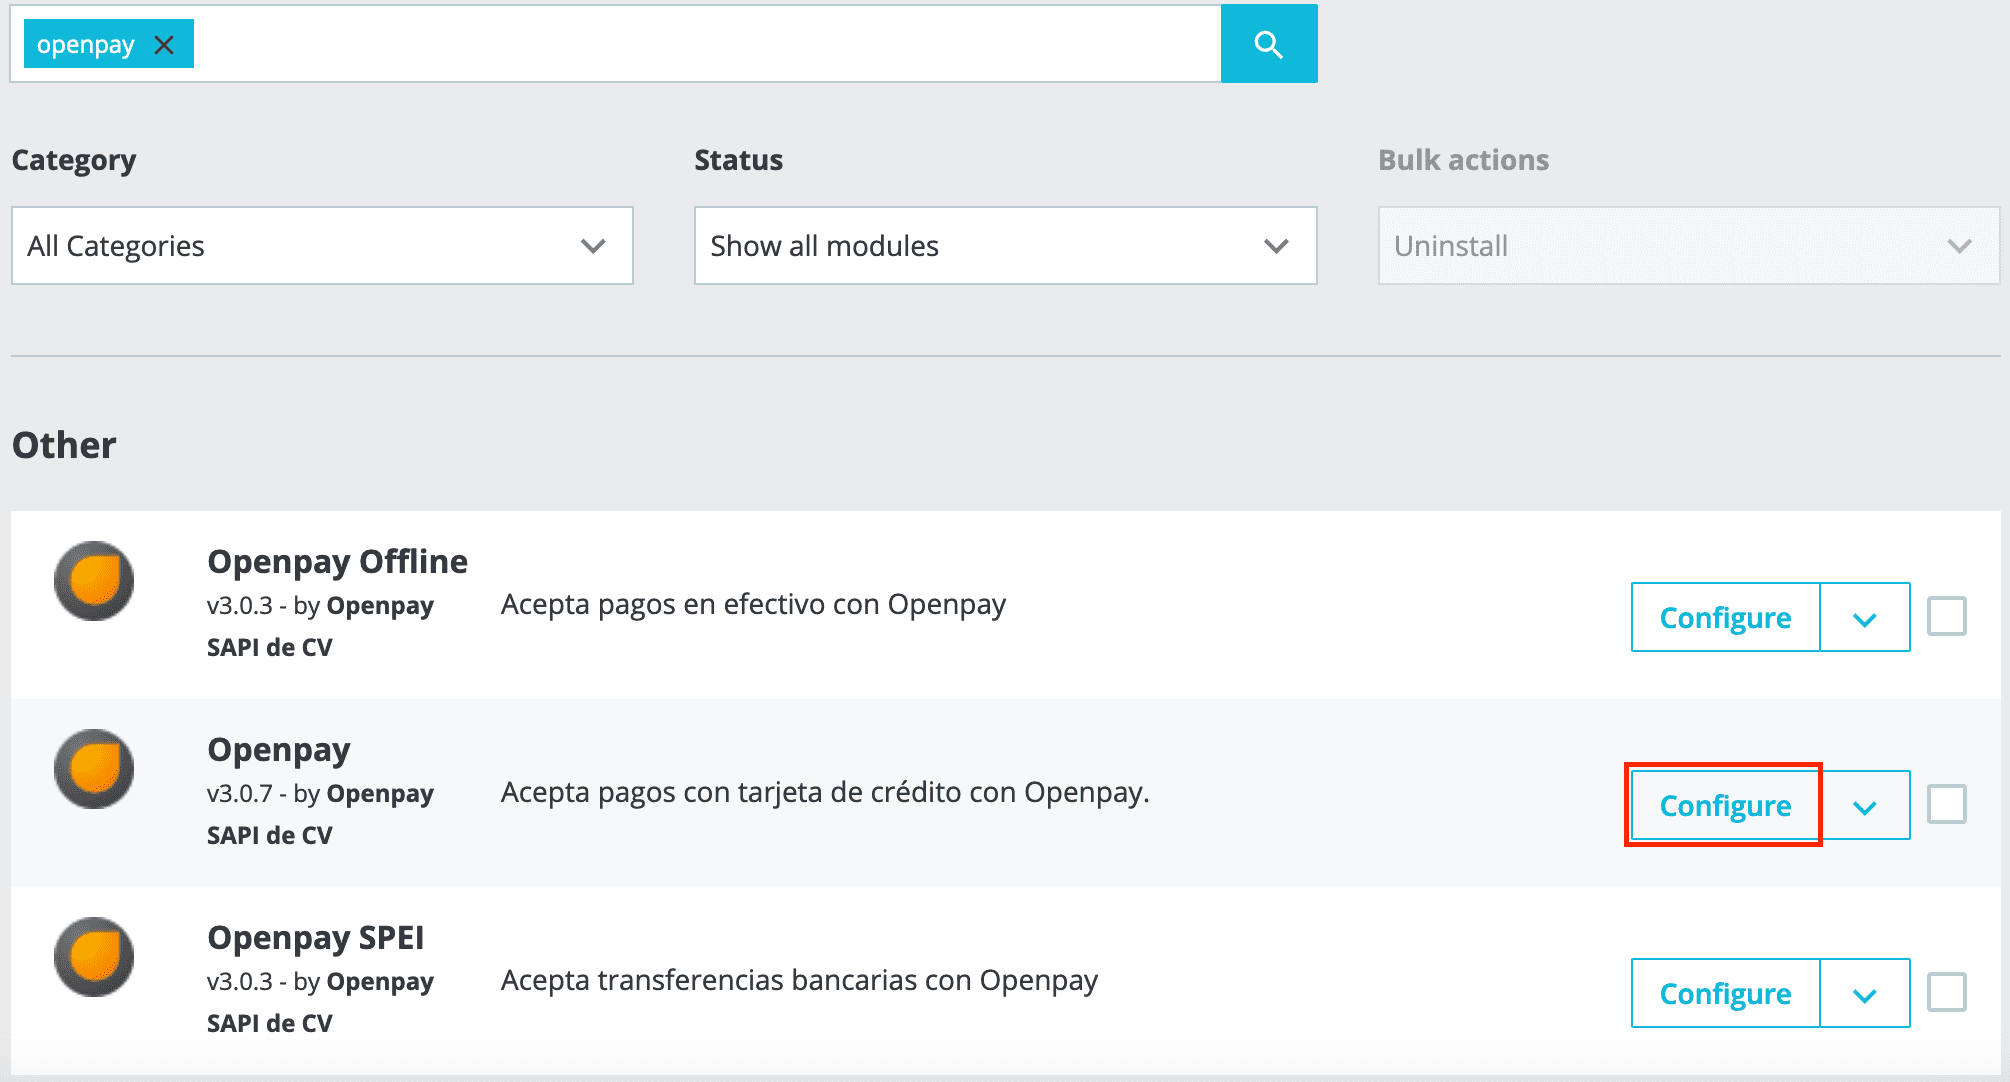 openpay
Category
Status
Bulk actions
All Categories
Show all modules
Uninstall
Other
Openpay Offline
v3.0.3 - by Openpay
SAPI de CV
Acepta pagos en efectivo con Openpay
Configure
Openpay
v3.0.7 - by Openpay
SAPI de CV
Acepta pagos con tarjeta de crédito con Openpay.
Configure
Openpay SPEI
v3.0.3 - by Openpay
SAPI de CV
Acepta transferencias bancarias con Openpay
Configure